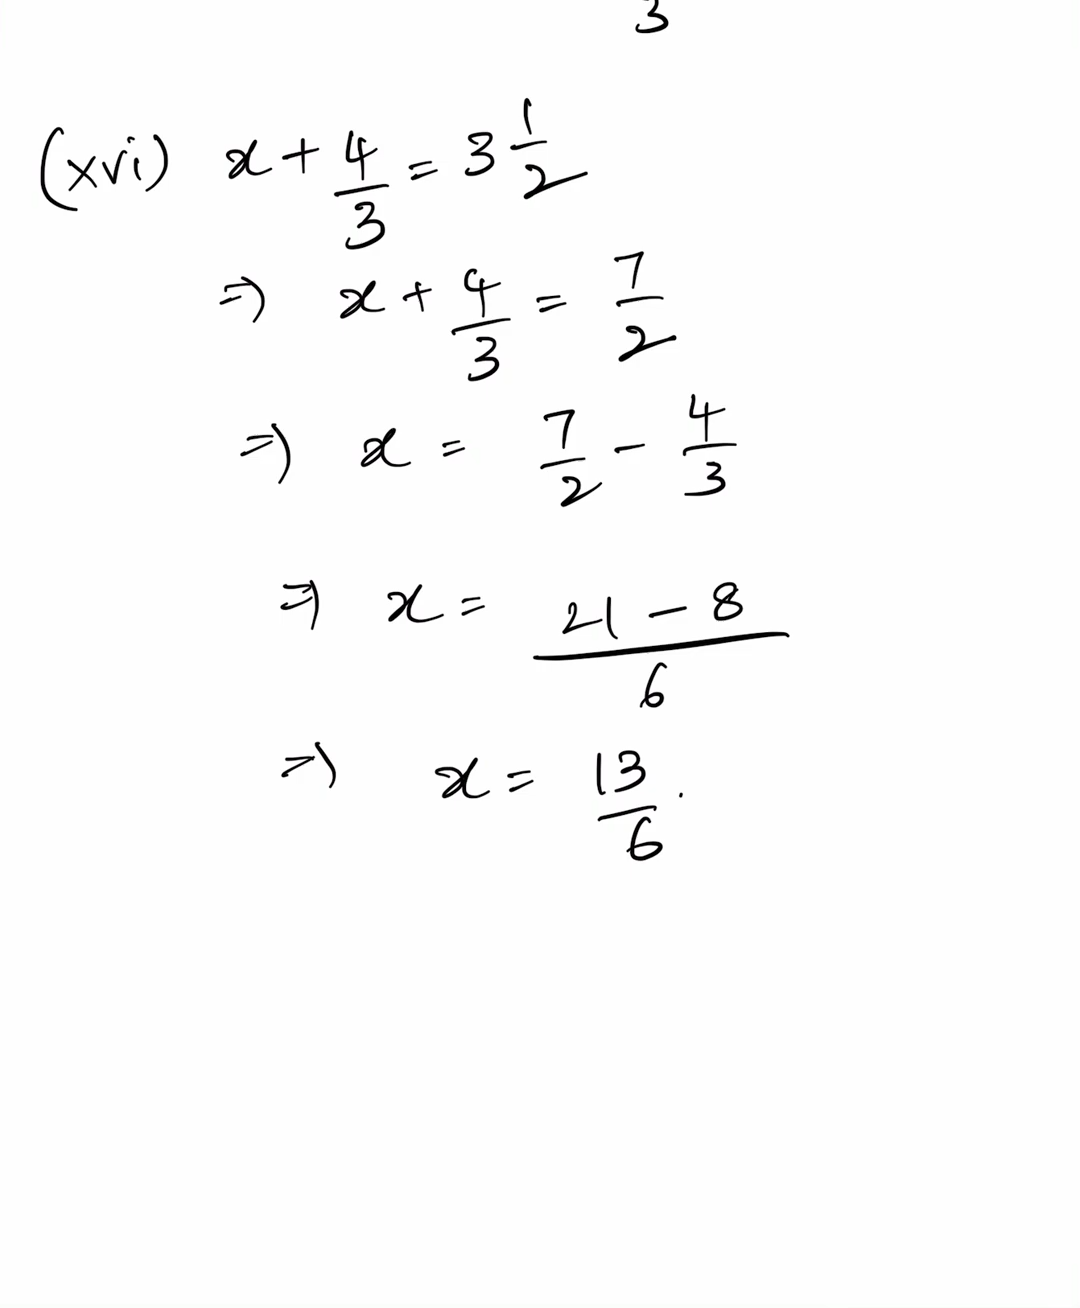 3
(xvi) x + 4/3 = 3 1/2
=> x + 4/3 = 7/2
=> x = 7/2 - 4/3
=> x = 21 - 8 / 6
=> x = 13/6 .